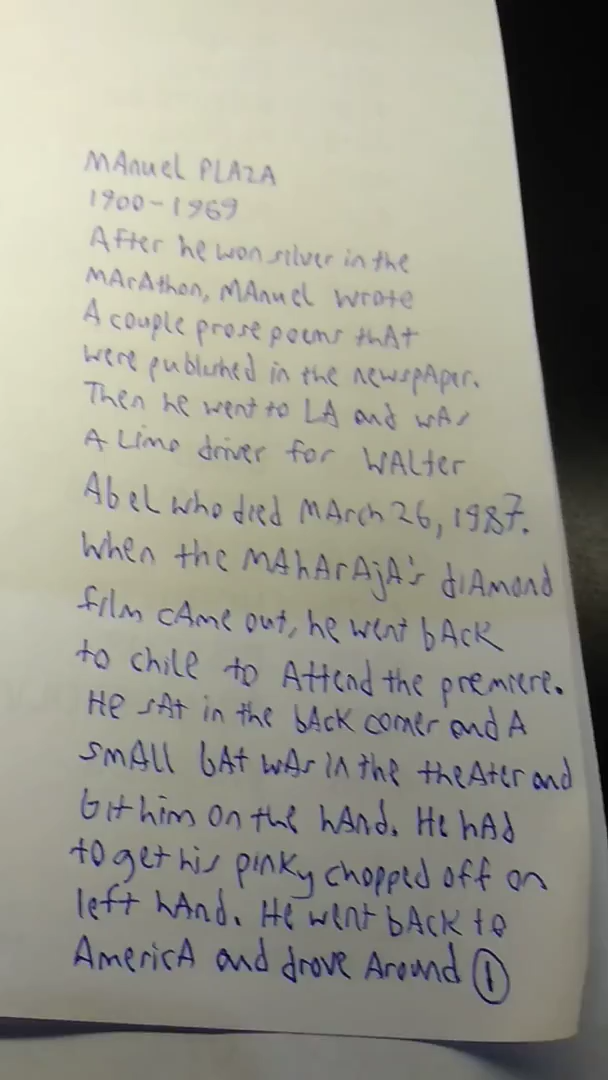 MAnuel PLAZA
1900-1969
After he won silver in the
MArAthon, MAnuel wrote
A couple prose poems thAt
were published in the newspAper.
Then he went to LA and wAs
A Limo driver for WALter
Abel who died MArch 26, 1987.
When the MAhArAjA's diAmond
film cAme out, he went bAck
to chile to Attend the premiere.
He sAt in the bAck corner and A
smAll bAt wAs in the theAter and
bit him on the hAnd. He hAd
to get his pinky chopped off on
left hAnd. He went bAck to
AmericA and drove Around ①